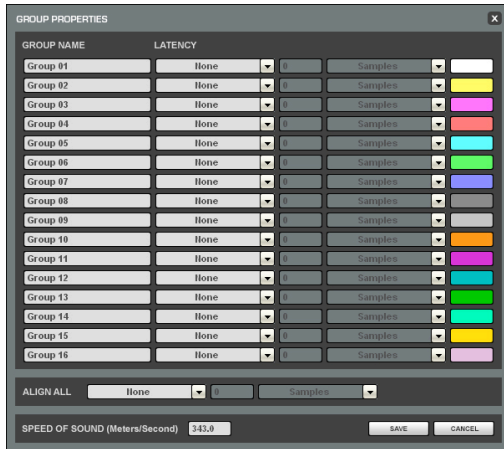 GROUP PROPERTIES X
GROUP NAME LATENCY
Group 01 None 0 Samples
Group 02 None 0 Samples
Group 03 None 0 Samples
Group 04 None 0 Samples
Group 05 None 0 Samples
Group 06 None 0 Samples
Group 07 None 0 Samples
Group 08 None 0 Samples
Group 09 None 0 Samples
Group 10 None 0 Samples
Group 11 None 0 Samples
Group 12 None 0 Samples
Group 13 None 0 Samples
Group 14 None 0 Samples
Group 15 None 0 Samples
Group 16 None 0 Samples
ALIGN ALL None 0 Samples
SPEED OF SOUND (Meters/Second) 343.0 SAVE CANCEL